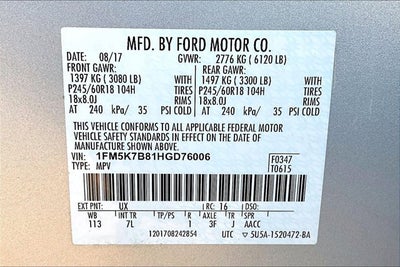 MFD. BY FORD MOTOR CO.
DATE: 08/17 GVWR: 2776 KG ( 6120 LB)
FRONT GAWR: REAR GAWR:
1397 KG ( 3080 LB) WITH 1497 KG ( 3300 LB) WITH
P245/60R18 104H TIRES P245/60R18 104H TIRES
18x8.0J RIMS 18x8.0J RIMS
AT 240 kPa/ 35 PSI COLD AT 240 kPa/ 35 PSI COLD
THIS VEHICLE CONFORMS TO ALL APPLICABLE FEDERAL MOTOR
VEHICLE SAFETY STANDARDS IN EFFECT ON THE DATE OF
MANUFACTURE SHOWN ABOVE.
VIN: 1FM5K7B81HGD76006 F0347
TYPE: MPV T0615
EXT PNT: UX RC: 16 DSO:
WB INT TR TP/PS R AXLE TR SPR
113 7L 1 3F J AACC
1201708242854 UTC 5U5A-1520472-BA